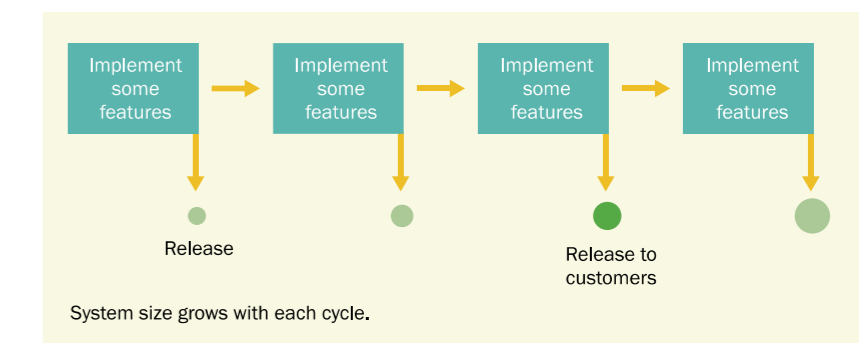 Implement
some
features
Implement
some
features
Implement
some
features
Implement
some
features
Release
Release to
customers
System size grows with each cycle.